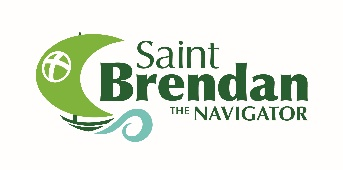 Saint
Brendan
THE NAVIGATOR